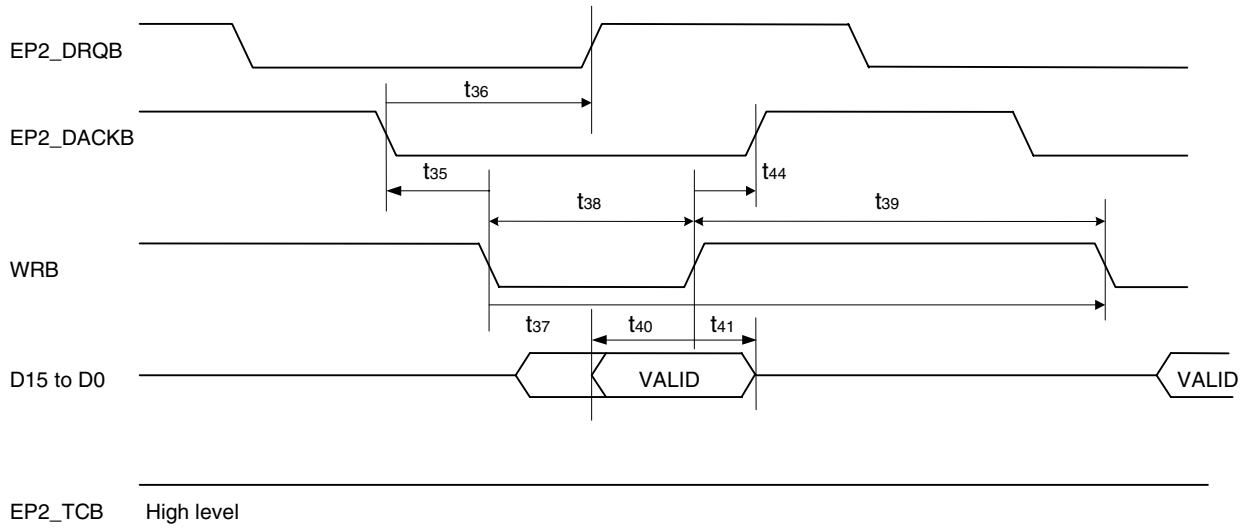 EP2_DRQB
t36
EP2_DACKB
t35
t44
t38
t39
WRB
t37
t40
t41
D15 to D0
VALID
VALID
EP2_TCB
High level